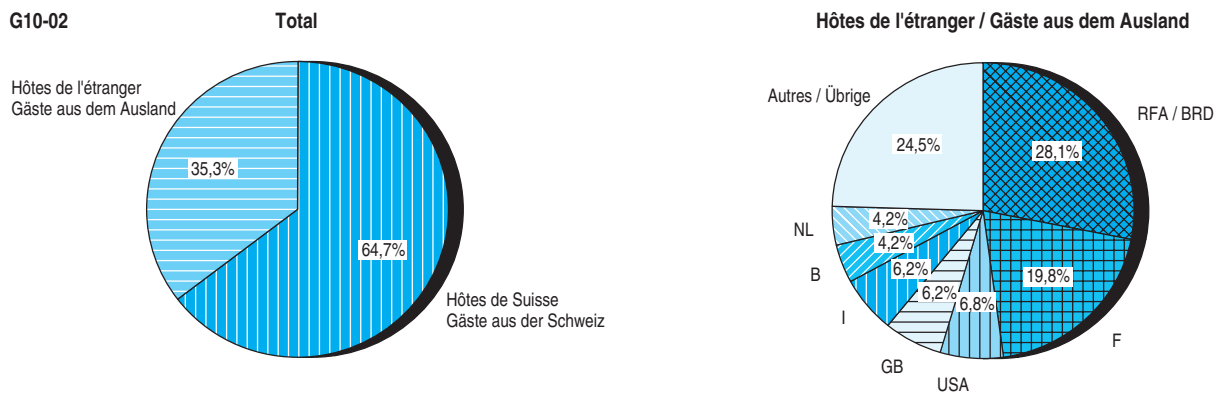 G10-02
Total
Hôtes de l'étranger
Gäste aus dem Ausland
35,3%
64,7%
Hôtes de Suisse
Gäste aus der Schweiz
Hôtes de l'étranger / Gäste aus dem Ausland
Autres / Übrige
RFA / BRD
24,5%
28,1%
NL
4,2%
B
4,2%
I
6,2%
6,2%
6,8%
19,8%
F
GB
USA